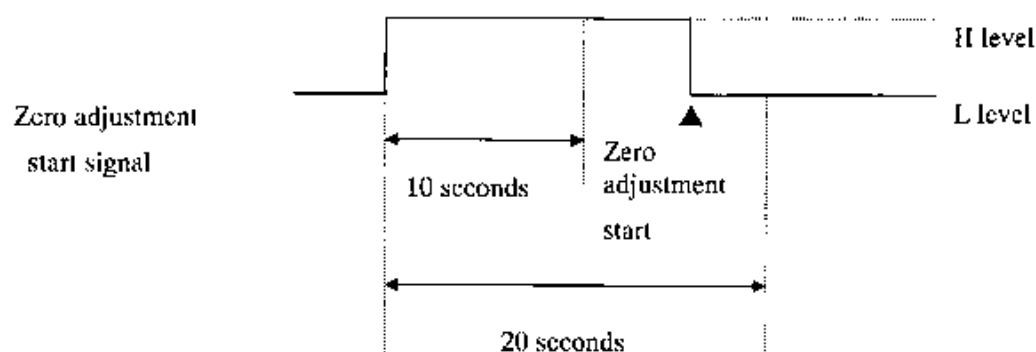 H level
Zero adjustment
start signal
L level
10 seconds
Zero
adjustment
start
20 seconds